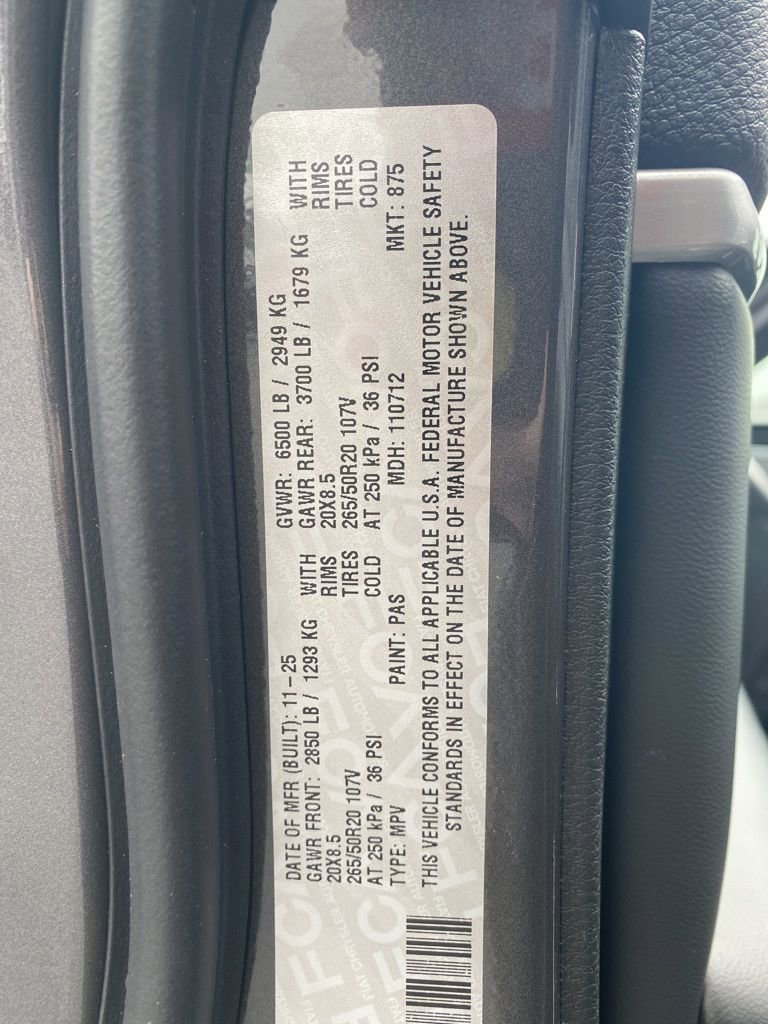 DATE OF MFR (BUILT): 11-25 GVWR: 6500 LB / 2949 KG
GAWR FRONT: 2850 LB / 1293 KG WITH GAWR REAR: 3700 LB / 1679 KG WITH
20X8.5 RIMS 20X8.5 RIMS
265/50R20 107V TIRES 265/50R20 107V TIRES
AT 250 kPa / 36 PSI COLD AT 250 kPa / 36 PSI COLD
TYPE: MPV PAINT: PAS MDH: 110712 MKT: 875
THIS VEHICLE CONFORMS TO ALL APPLICABLE U.S.A. FEDERAL MOTOR VEHICLE SAFETY
STANDARDS IN EFFECT ON THE DATE OF MANUFACTURE SHOWN ABOVE.